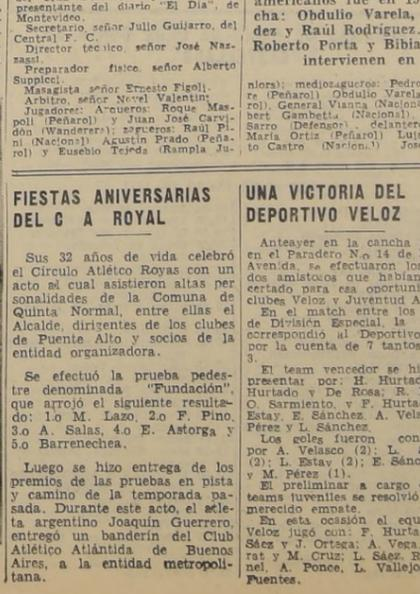 presentante del diario "El Día", de
Montevideo.
Secretario, señor Julio Guijarro, del
Central F. C.
Director técnico, señor José Naz-
zassi.
Preparador físico, señor Alberto
Suppici.
Masagista señor Ernesto Figoli.
Arbitro, señor Novel Valentini
Jugadores: Arqueros: Roque Mas-
poli (Peñarol) y Juan José Carvi-
dón (Wanderers); zagueros: Raúl Pi-
ni (Nacional) Agustín Prado (Peña-
rol) y Eusebio Tejeda (Rampla Ju-
americanos fue en
cha: Obdulio Varela,
dez y Raúl Rodríguez.
Roberto Porta y Bibia
intervienen en
niors); mediozagueros: Pedro
re (Peñarol) Obdulio Varela
rol), General Vianna (Nacional)
bert Gambetta (Nacional),
Sarro (Defensor), delantero
María Ortiz (Peñarol) Luis
to Castro (Nacional) José
FIESTAS ANIVERSARIAS
DEL C A ROYAL
Sus 32 años de vida celebró
el Círculo Atlétco Royas con un
acto al cual asistieron altas per
sonalidades de la Comuna de
Quinta Normal, entre ellas el
Alcalde, dirigentes de los clubes
de Puente Alto y socios de la
entidad organizadora.
Se efectuó la prueba pedes-
tre denominada "Fundación",
que arrojó el siguiente resulta-
do: 1.o M. Lazo, 2.o F. Pino,
3.o A. Salas, 4.o E. Astorga y
5.o Barrenechea.
Luego se hizo entrega de los
premios de las pruebas en pista
y camino de la temporada pa-
sada. Durante este acto, el atle-
ta argentino Joaquín Guerrero,
entregó un banderín del Club
Atlético Atlántida de Buenos
Aires, a la entidad metropoli-
tana.
UNA VICTORIA DEL
DEPORTIVO VELOZ
Anteayer en la cancha
en el Paradero N.o 14 de
Avenida, se efectuaron los
dos amistosos que habían
certado para esa oportuni
clubes Veloz y Juventud A
En el match entre los
de División Especial, la
correspondió al Deportivo
por la cuenta de 7 tantos
3.
El team vencedor se hi
presentar por: H. Hurta
Hurtado y De Rosa; R.
O. Sarmiento, y F. Hurta
Estay, E. Sánchez, A. Vela
Pérez y L. Sánchez.
Los goles fueron con
por A. Velasco (2); L.
(2); L. Estay (2); E. Sán
y M. Pérez (1).
El preliminar a cargo
teams juveniles se resolvió
merecido empate.
En esta ocasión el equ
Veloz jugó con: F. Hurta
Sáez y J. Ortega; A. Vega
rat y M. Cruz; L. Báez R
nel, A. Ponce, L. Vallejo
Fuentes.